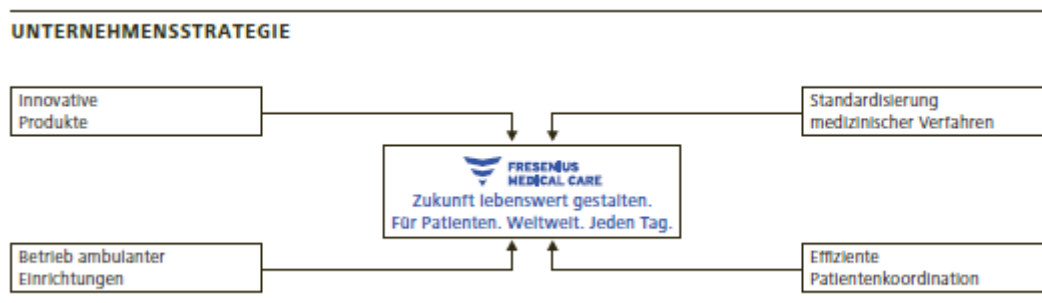 UNTERNEHMENSSTRATEGIE
Innovative
Produkte
Standardisierung
medizinischer Verfahren
FRESENIUS
MEDICAL CARE
Zukunft lebenswert gestalten.
Für Patienten. Weltweit. Jeden Tag.
Betrieb ambulanter
Einrichtungen
Effiziente
Patientenkoordination